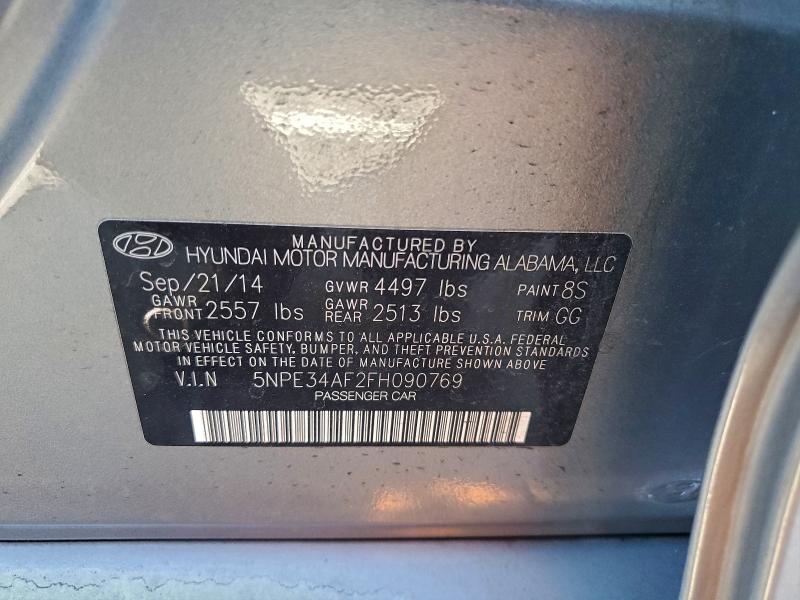 MANUFACTURED BY
HYUNDAI MOTOR MANUFACTURING ALABAMA, LLC
Sep/21/14 GVWR 4497 lbs PAINT 8S
GAWR FRONT 2557 lbs GAWR REAR 2513 lbs TRIM GG
THIS VEHICLE CONFORMS TO ALL APPLICABLE U.S.A. FEDERAL
MOTOR VEHICLE SAFETY, BUMPER, AND THEFT PREVENTION STANDARDS
IN EFFECT ON THE DATE OF MANUFACTURE SHOWN ABOVE
V.I.N 5NPE34AF2FH090769
PASSENGER CAR